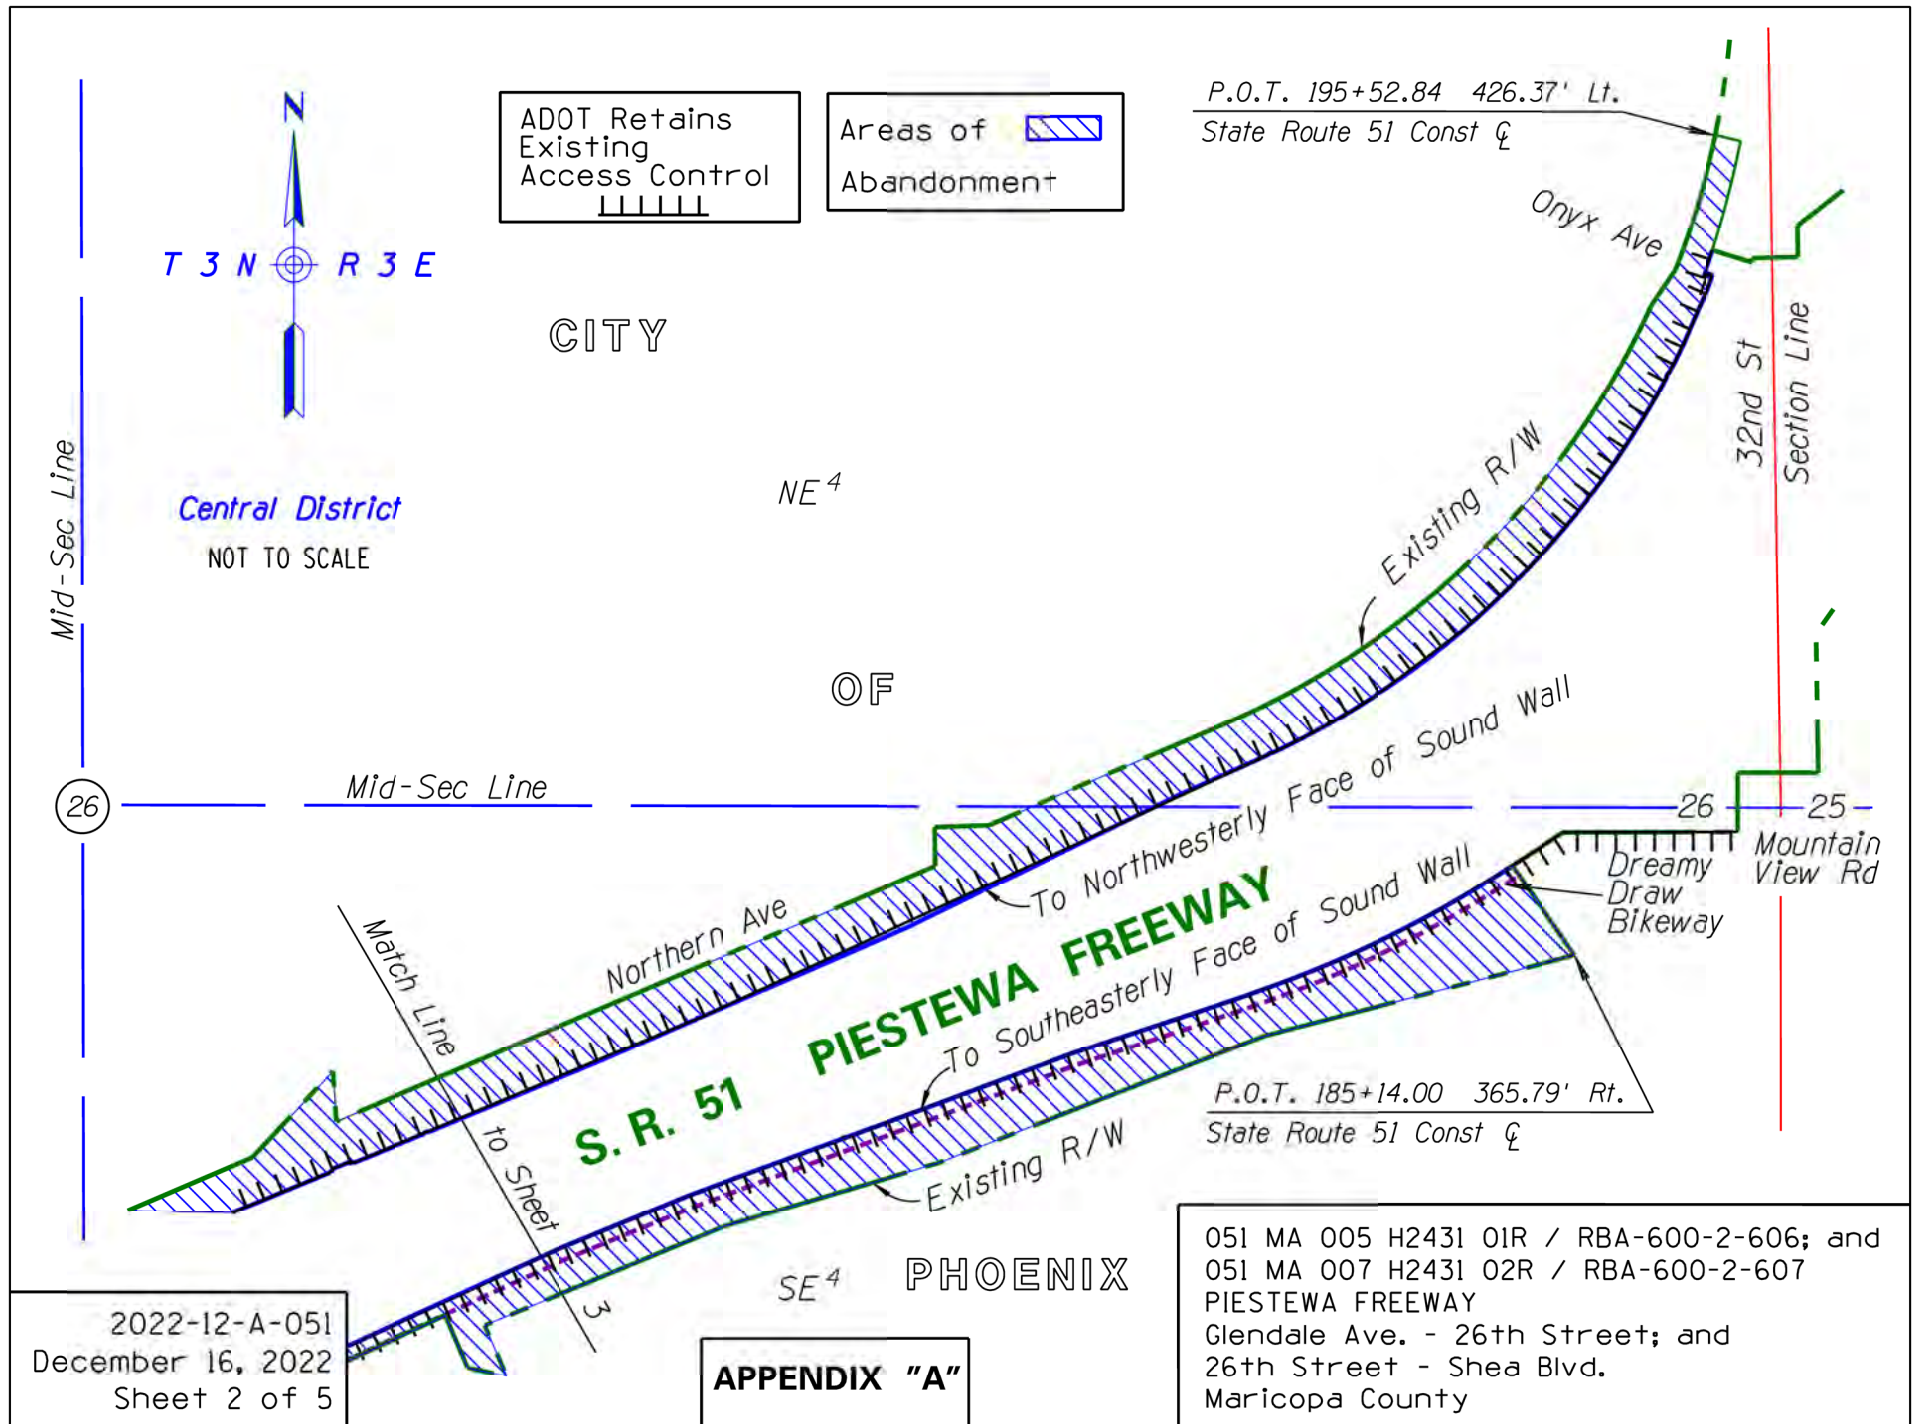 P.O.T. 195+52.84 426.37' Lt.
State Route 51 Const ℄
N
T 3 N R 3 E
ADOT Retains
Existing
Access Control
Areas of
Abandonment
Onyx Ave
CITY
32nd St
Section Line
Mid-Sec Line
Central District
NOT TO SCALE
NE 4
Existing R/W
OF
To Northwesterly Face of Sound Wall
26
Mid-Sec Line
26
25
Mountain
View Rd
Dreamy
Draw
Bikeway
Northern Ave
Match Line
to Sheet
3
S. R. 51 PIESTEWA FREEWAY
To Southeasterly Face of Sound Wall
P.O.T. 185+14.00 365.79' Rt.
State Route 51 Const ℄
Existing R/W
SE 4
PHOENIX
2022-12-A-051
December 16, 2022
Sheet 2 of 5
APPENDIX "A"
051 MA 005 H2431 01R / RBA-600-2-606; and
051 MA 007 H2431 02R / RBA-600-2-607
PIESTEWA FREEWAY
Glendale Ave. - 26th Street; and
26th Street - Shea Blvd.
Maricopa County